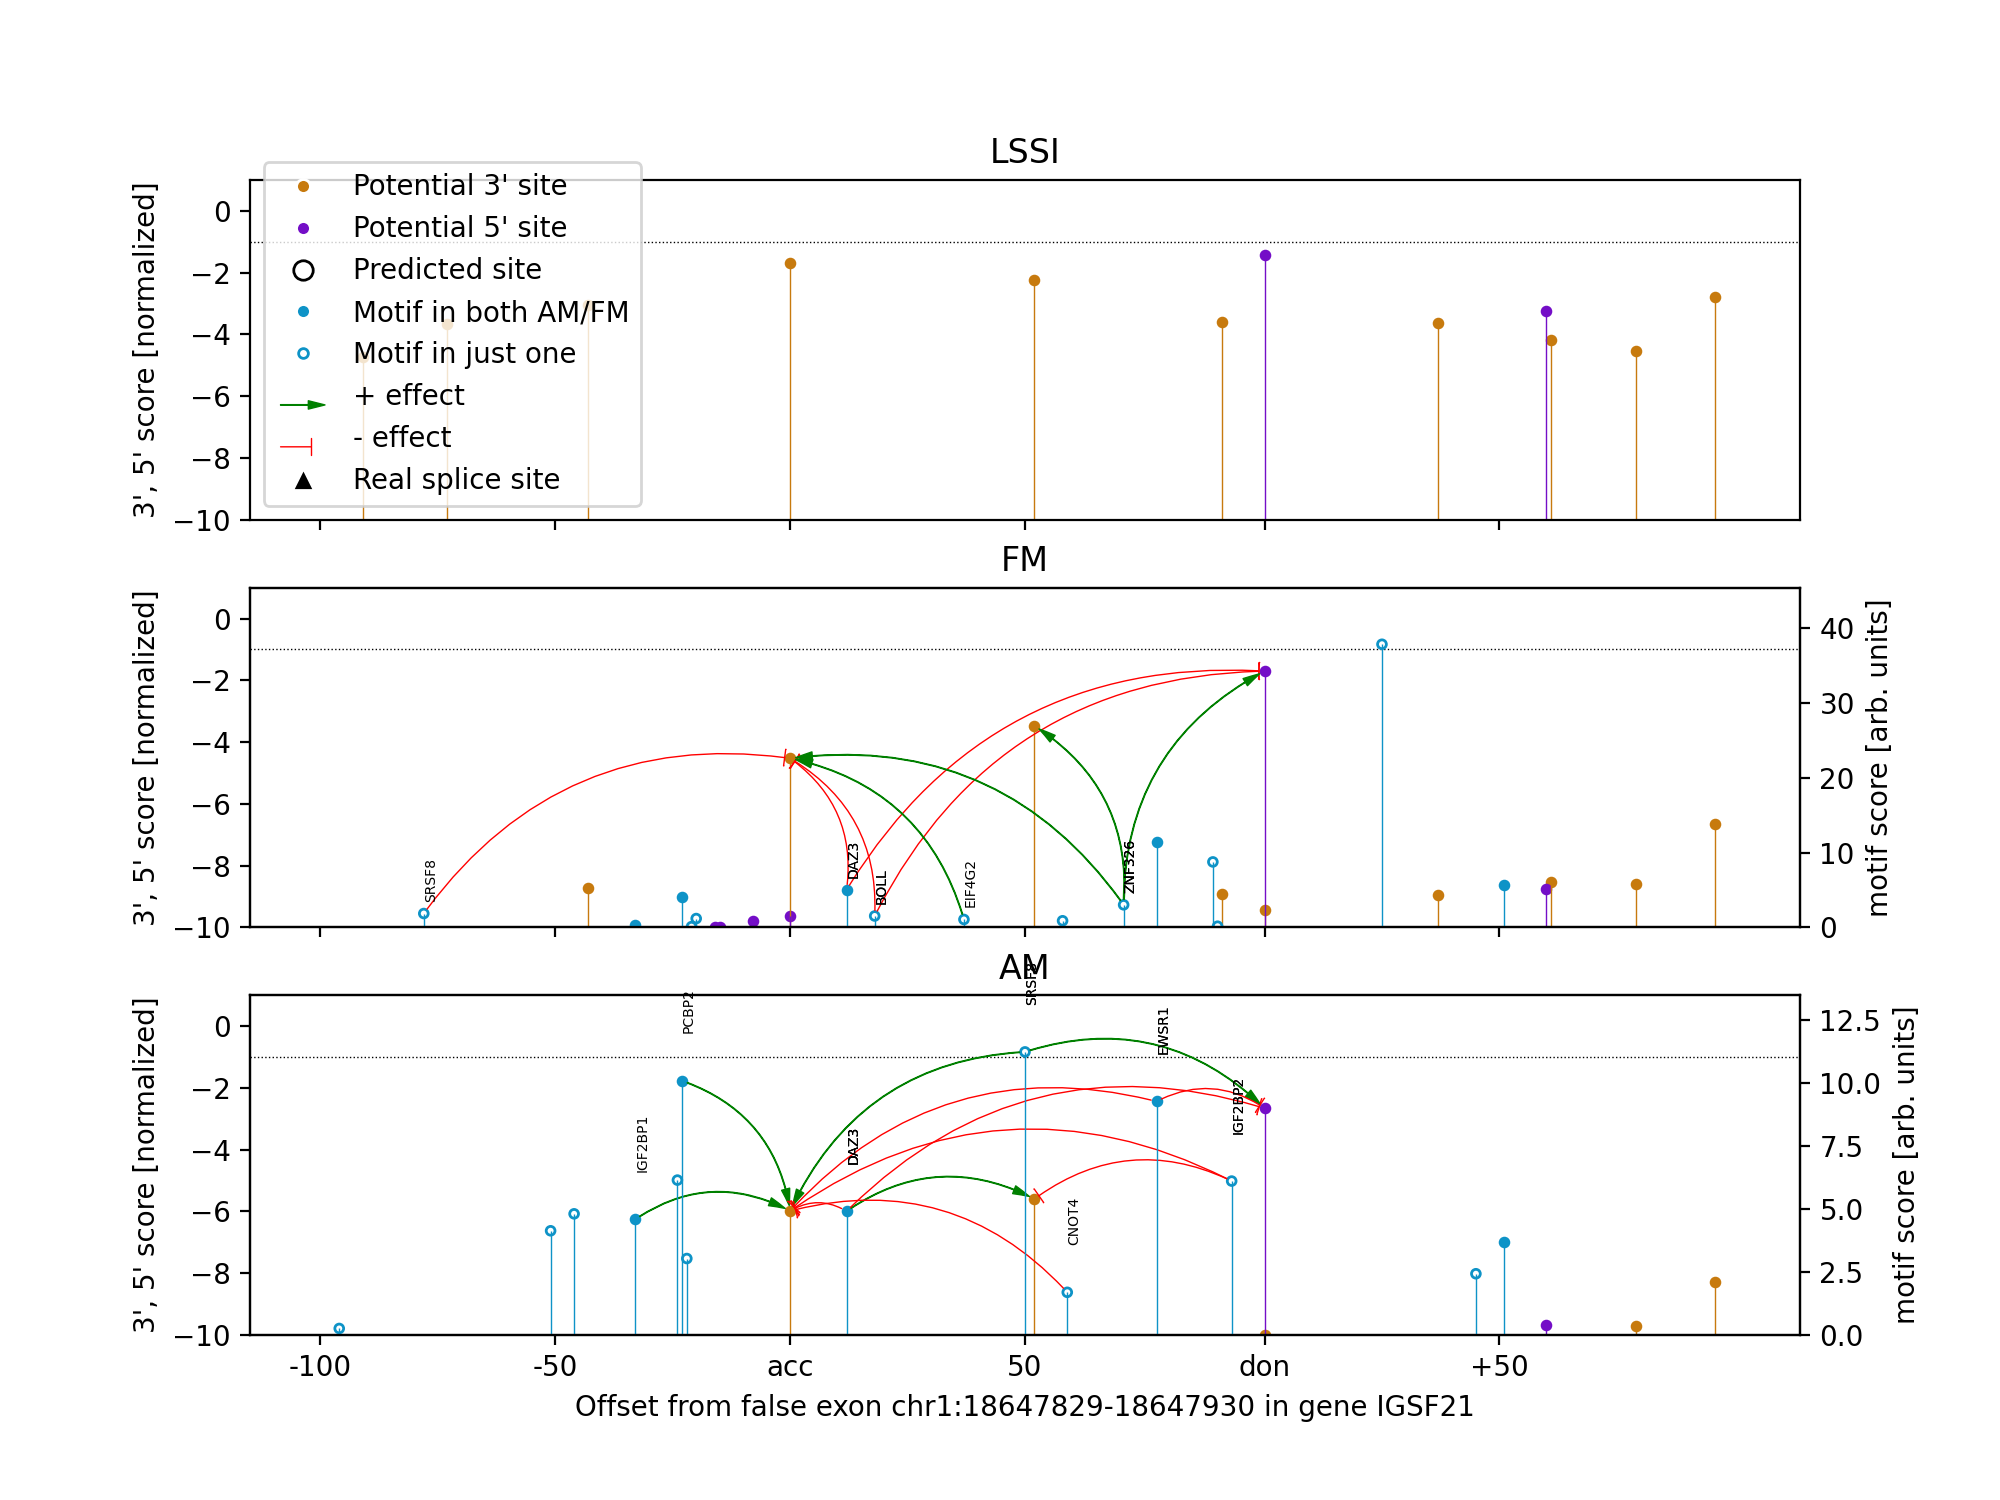 LSSI
3', 5' score [normalized]
0
−2
−4
−6
−8
−10
Potential 3' site
Potential 5' site
Predicted site
Motif in both AM/FM
Motif in just one
+ effect
- effect
Real splice site
FM
3', 5' score [normalized]
0
−2
−4
−6
−8
−10
SRSF8
DAZ3
BOLL
EIF4G2
ZNF326
40
30
20
10
0
motif score [arb. units]
AM
3', 5' score [normalized]
0
−2
−4
−6
−8
−10
IGF2BP1
PCBP2
DAZ3
CNOT4
EWSR1
IGF2BP2
12.5
10.0
7.5
5.0
2.5
0.0
motif score [arb. units]
-100
-50
acc
50
don
+50
Offset from false exon chr1:18647829-18647930 in gene IGSF21